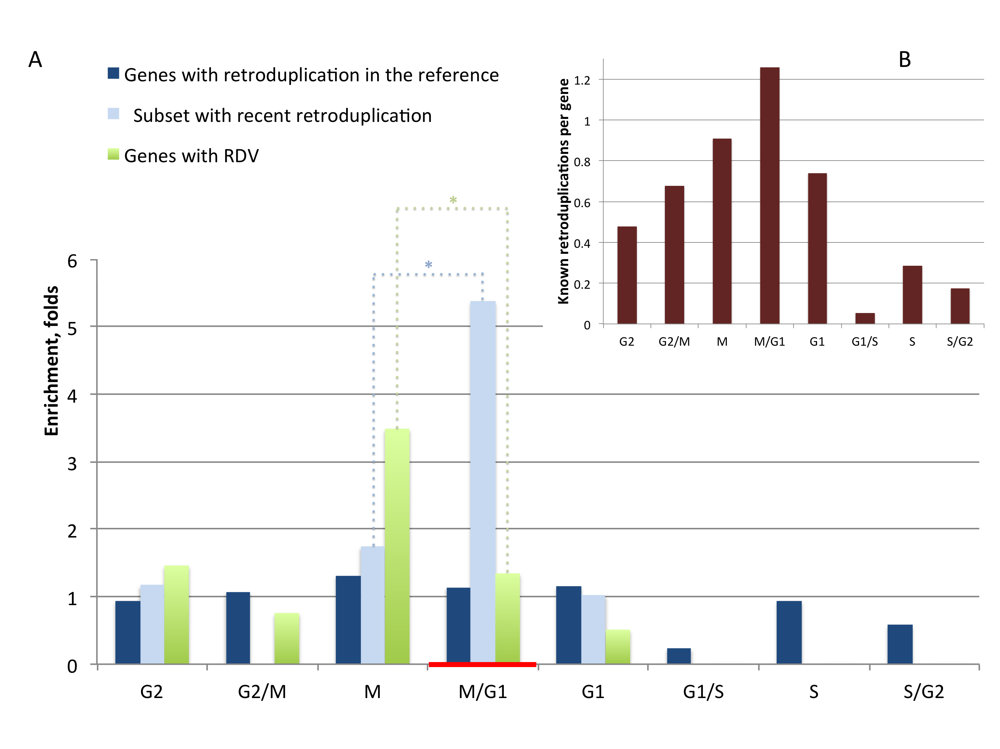 A
Genes with retroduplication in the reference
Subset with recent retroduplication
Genes with RDV
*
*
Enrichment, folds
6
5
4
3
2
1
0
G2 G2/M M M/G1 G1 G1/S S S/G2
B
Known retroduplications per gene
1.2
1
0.8
0.6
0.4
0.2
0
G2 G2/M M M/G1 G1 G1/S S S/G2